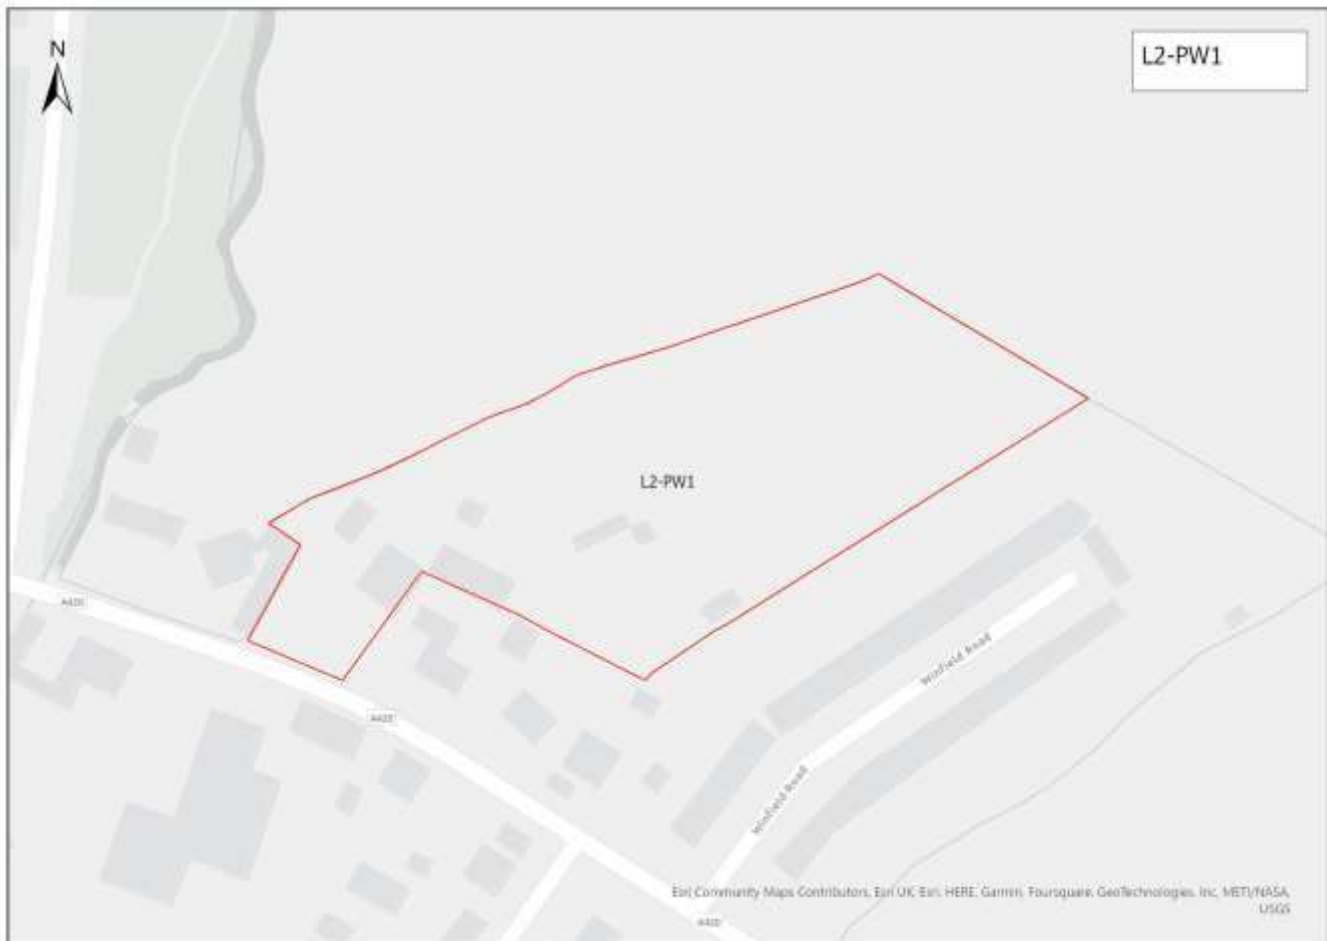 N
L2-PW1
L2-PW1
A420
A420
Winfield Road
Winfield Road
A420
Esri Community Maps Contributors, Esri UK, Esri, HERE, Garmin, Foursquare, GeoTechnologies, Inc, METI/NASA,
USGS